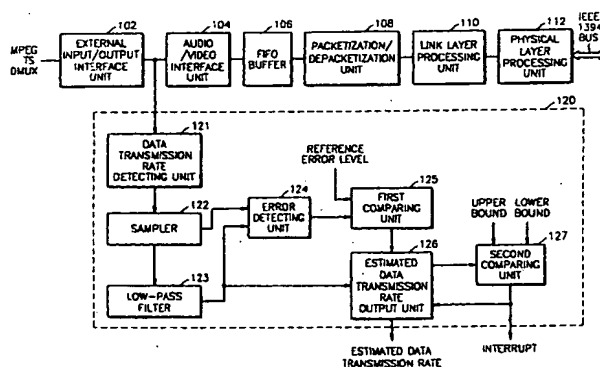 102
104
106
108
110
112
IEEE
1394
BUS
MPEG
TS
DMUX
EXTERNAL
INPUT/OUTPUT
INTERFACE
UNIT
AUDIO
/VIDEO
INTERFACE
UNIT
FIFO
BUFFER
PACKETIZATION/
DEPACKETIZATION
UNIT
LINK LAYER
PROCESSING
UNIT
PHYSICAL
LAYER
PROCESSING
UNIT
120
121
DATA
TRANSMISSION
RATE
DETECTING UNIT
REFERENCE
ERROR LEVEL
122
SAMPLER
124
ERROR
DETECTING
UNIT
125
FIRST
COMPARING
UNIT
UPPER
BOUND
LOWER
BOUND
123
LOW-PASS
FILTER
126
ESTIMATED
DATA
TRANSMISSION
RATE
OUTPUT UNIT
127
SECOND
COMPARING
UNIT
ESTIMATED DATA
TRANSMISSION RATE
INTERRUPT